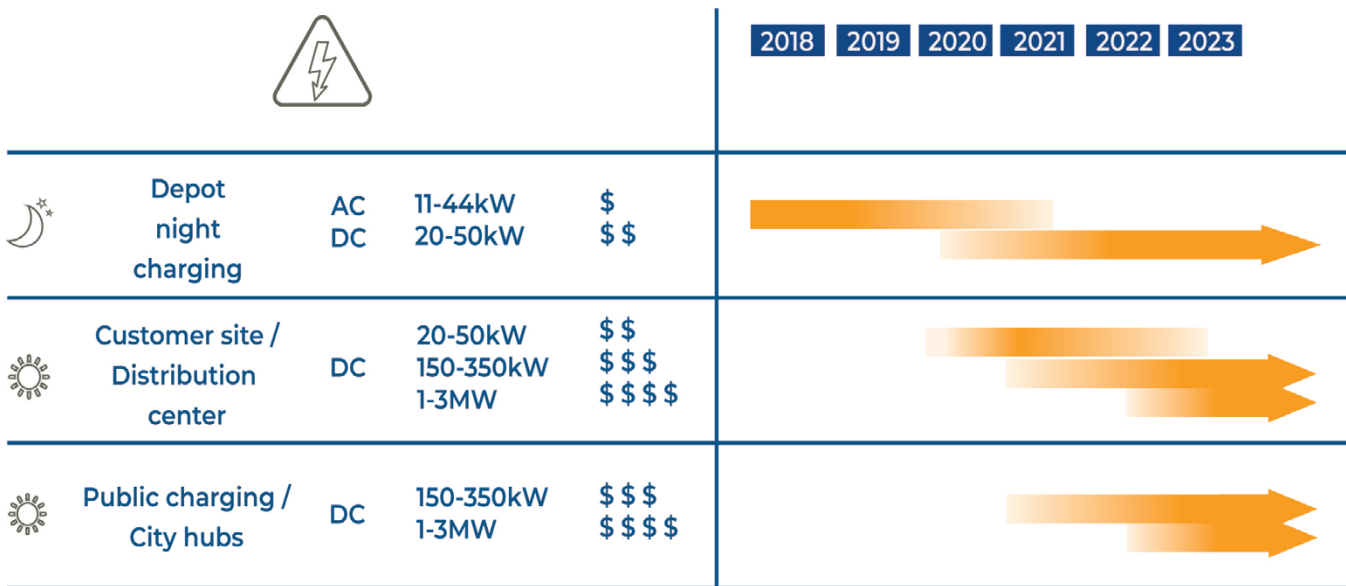 2018 2019 2020 2021 2022 2023
Depot
night
charging
AC 11-44kW $
DC 20-50kW $ $
Customer site /
Distribution
center
DC
20-50kW $ $
150-350kW $ $ $
1-3MW $ $ $ $
Public charging /
City hubs
DC
150-350kW $ $ $
1-3MW $ $ $ $